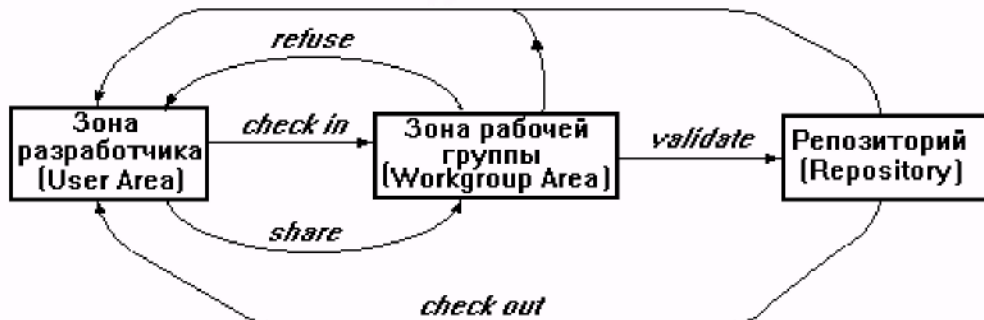 refuse
Зона
разработчика
(User Area)
check in
Зона рабочей
группы
(Workgroup Area)
validate
Репозиторий
(Repository)
share
check out